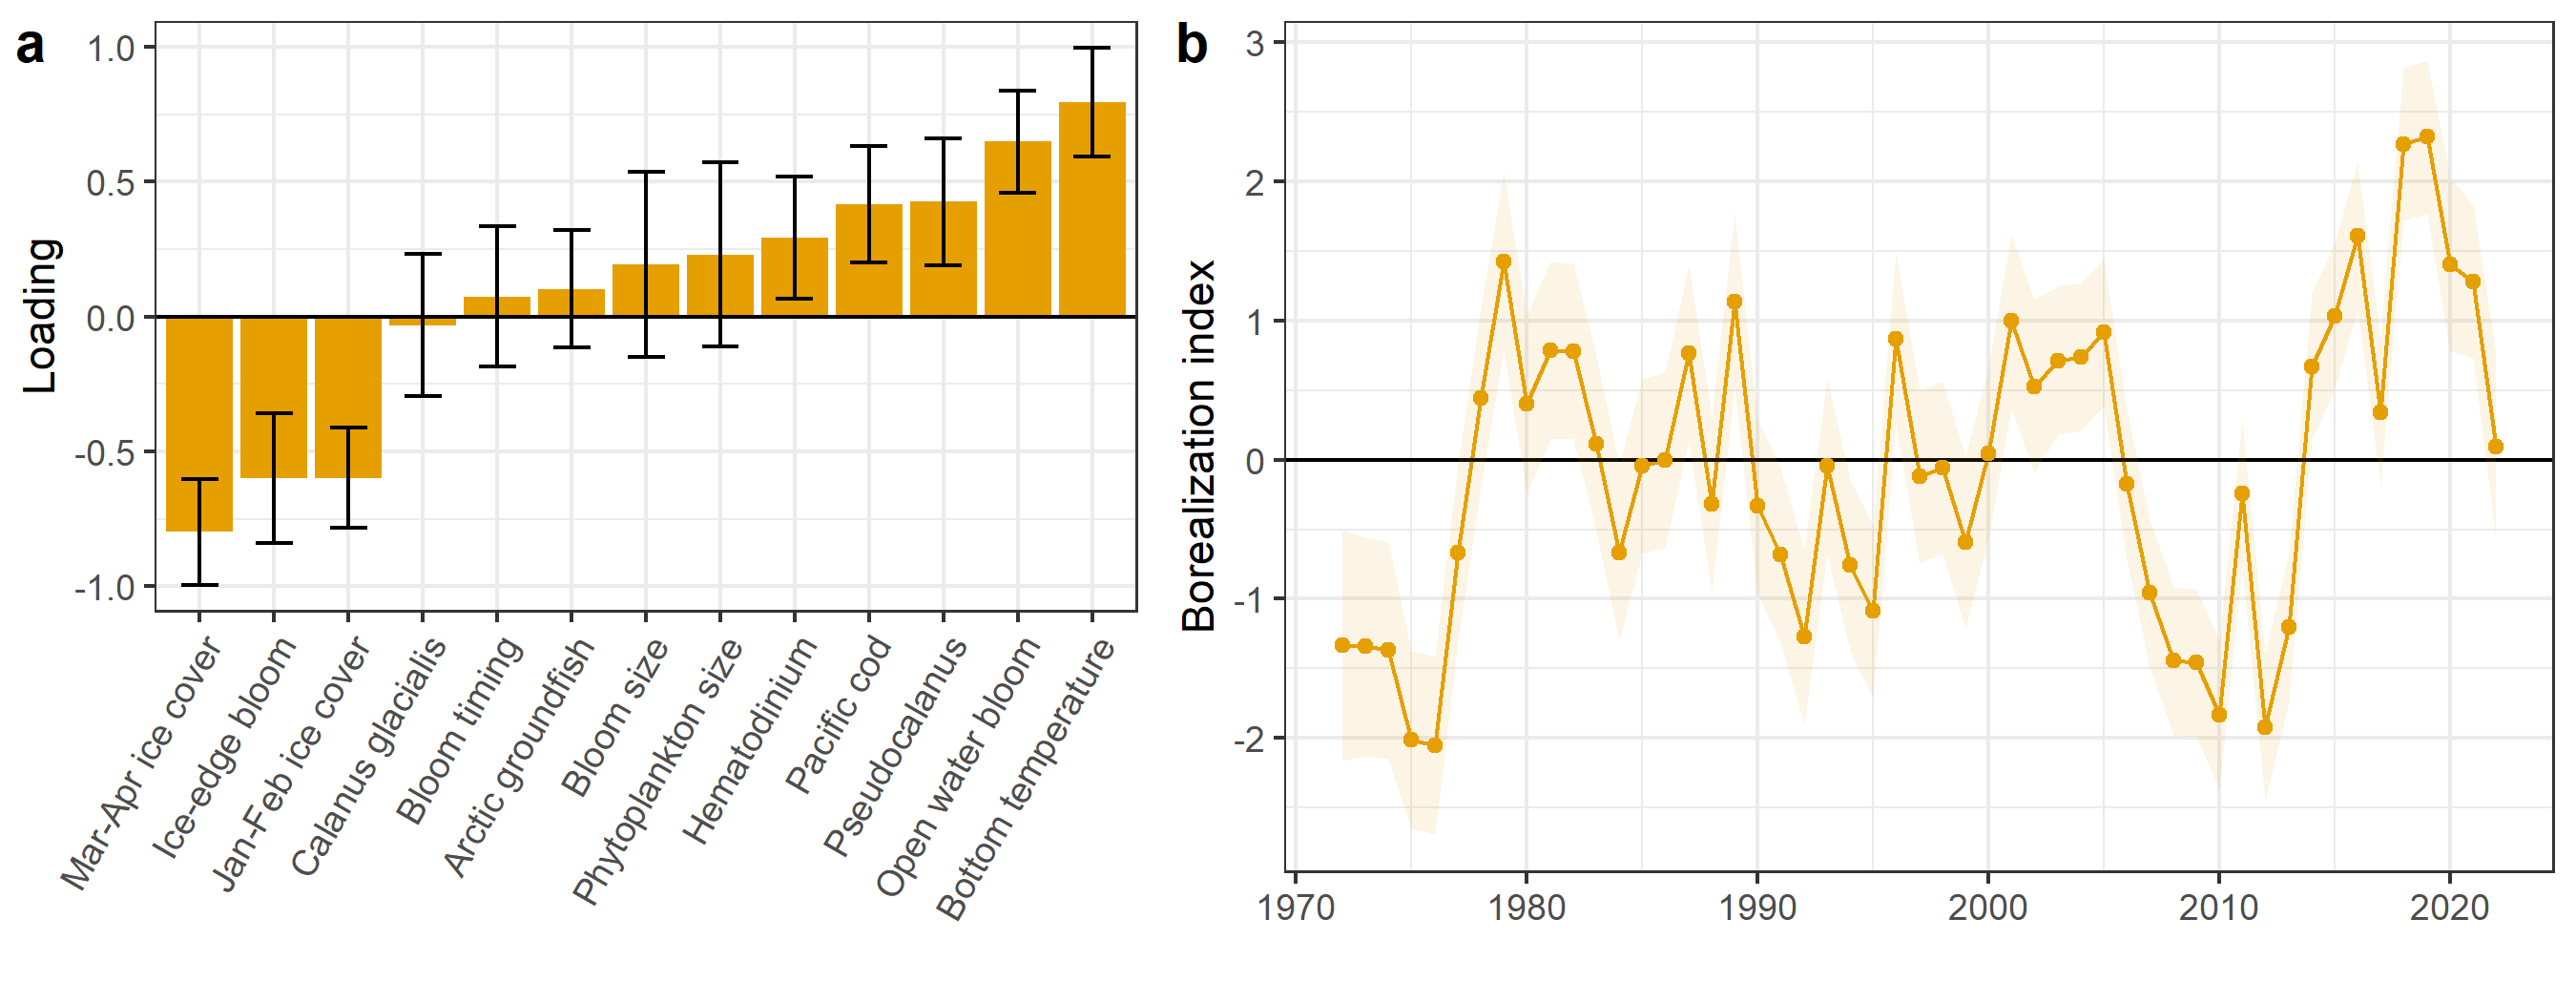 a
1.0
0.5
0.0
-0.5
-1.0
Loading
Mar-Apr ice cover
Ice-edge bloom
Jan-Feb ice cover
Calanus glacialis
Bloom timing
Arctic groundfish
Bloom size
Phytoplankton size
Hematodinium
Pacific cod
Pseudocalanus
Open water bloom
Bottom temperature
b
3
2
1
0
-1
-2
Borealization index
1970
1980
1990
2000
2010
2020